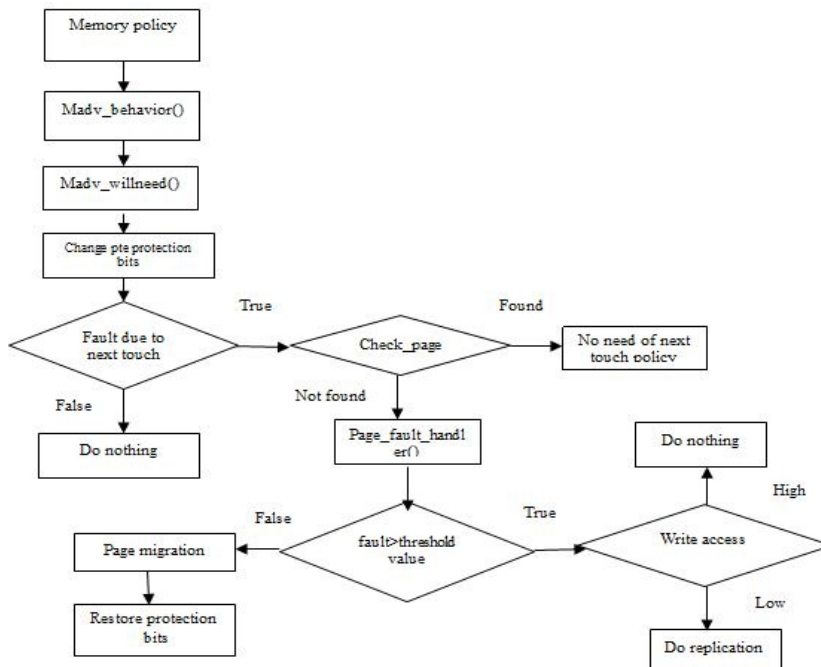 Memory policy
Madv_behavior()
Madv_willneed()
Change pte protection
bits
True
Found
Fault due to
next touch
Check_page
No need of next
touch policy
False
Not found
Do nothing
Page_fault_handl
er()
Do nothing
High
False
True
Page migration
fault>threshold
value
Write access
Restore protection
bits
Low
Do replication